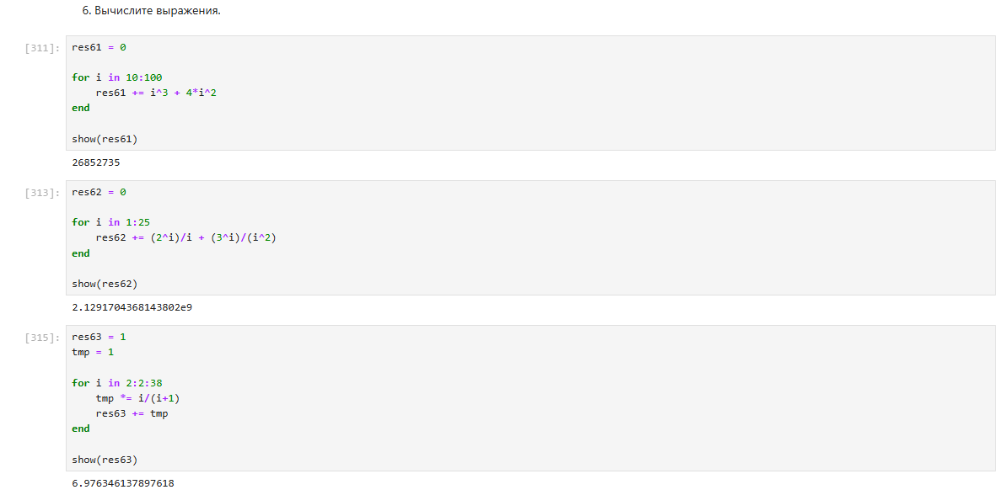 6. Вычислите выражения.
[311]:
res61 = 0
for i in 10:100
    res61 += i^3 + 4*i^2
end
show(res61)
26852735
[313]:
res62 = 0
for i in 1:25
    res62 += (2^i)/i + (3^i)/(i^2)
end
show(res62)
2.1291704368143802e9
[315]:
res63 = 1
tmp = 1
for i in 2:2:38
    tmp *= i/(i+1)
    res63 += tmp
end
show(res63)
6.976346137897618